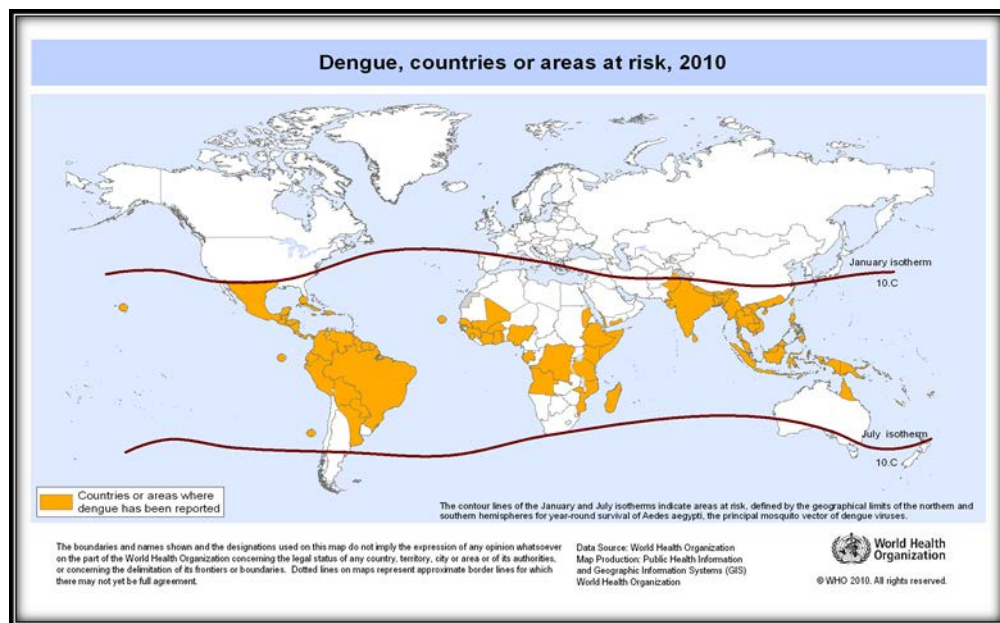 Dengue, countries or areas at risk, 2010
January isotherm
10.C
July isotherm
10.C
Countries or areas where
dengue has been reported
The contour lines of the January and July isotherms indicate areas at risk, defined by the geographical limits of the northern and
southern hemispheres for year-round survival of Aedes aegypti, the principal mosquito vector of dengue viruses.
The boundaries and names shown and the designations used on this map do not imply the expression of any opinion whatsoever
on the part of the World Health Organization concerning the legal status of any country, territory, city or area or of its authorities,
or concerning the delimitation of its frontiers or boundaries. Dotted lines on maps represent approximate border lines for which
there may not yet be full agreement.
Data Source: World Health Organization
Map Production: Public Health Information
and Geographic Information Systems (GIS)
World Health Organization
World Health
Organization
© WHO 2010. All rights reserved.